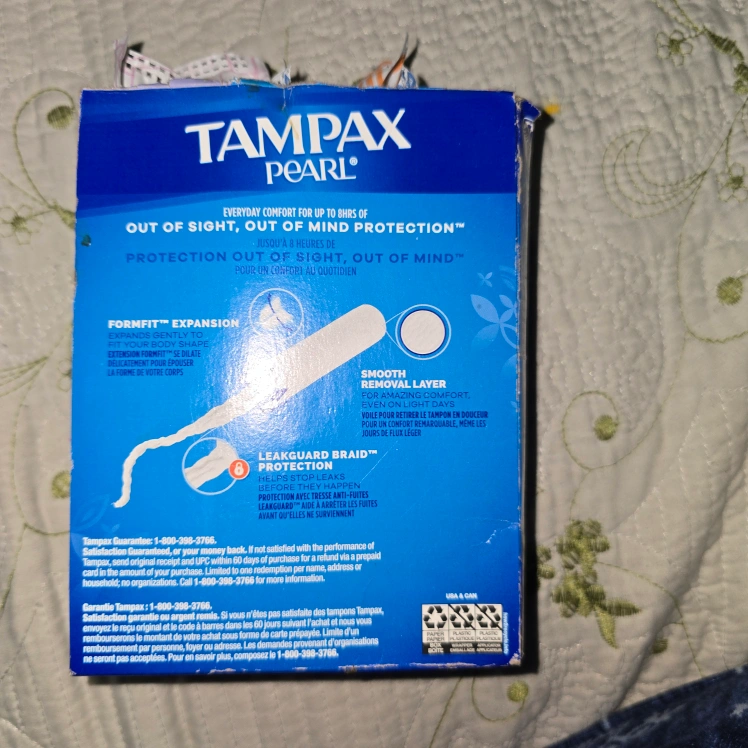 TAMPAX
PEARL®
EVERYDAY COMFORT FOR UP TO 8HRS OF
OUT OF SIGHT, OUT OF MIND PROTECTION™
JUSQU'À 8 HEURES DE
PROTECTION OUT OF SIGHT, OUT OF MIND™
POUR UN CONFORT AU QUOTIDIEN
FORMFIT™ EXPANSION
EXPANDS GENTLY TO
FIT YOUR BODY SHAPE
EXTENSION FORMFIT™ SE DILATE
DÉLICATEMENT POUR ÉPOUSER
LA FORME DE VOTRE CORPS
SMOOTH
REMOVAL LAYER
FOR AMAZING COMFORT,
EVEN ON LIGHT DAYS
VOILE POUR RETIRER LE TAMPON EN DOUCEUR
POUR UN CONFORT REMARQUABLE, MÊME LES
JOURS DE FLUX LÉGER
8
LEAKGUARD BRAID™
PROTECTION
HELPS STOP LEAKS
BEFORE THEY HAPPEN
PROTECTION AVEC TRESSE ANTI-FUITES
LEAKGUARD™ AIDE À ARRÊTER LES FUITES
AVANT QU'ELLES NE SURVIENNENT
Tampax Guarantee: 1-800-398-3766.
Satisfaction Guaranteed, or your money back. If not satisfied with the performance of
Tampax, send original receipt and UPC within 60 days of purchase for a refund via a prepaid
card in the amount of your purchase. Limited to one redemption per name, address or
household; no organizations. Call 1-800-398-3766 for more information.
Garantie Tampax : 1-800-398-3766.
Satisfaction garantie ou argent remis. Si vous n'êtes pas satisfaite des tampons Tampax,
envoyez le reçu original et le code à barres dans les 60 jours suivant l'achat et nous vous
rembourserons le montant de votre achat sous forme de carte prépayée. Limite d'un
remboursement par personne, foyer ou adresse. Les demandes provenant d'organisations
ne seront pas acceptées. Pour en savoir plus, composez le 1-800-398-3766.
USA & CAN
PAPER PLASTIC PLASTIC
PAPIER PLASTIQUE PLASTIQUE
BOX WRAPPER APPLICATOR
BOÎTE EMBALLAGE APPLICATEUR